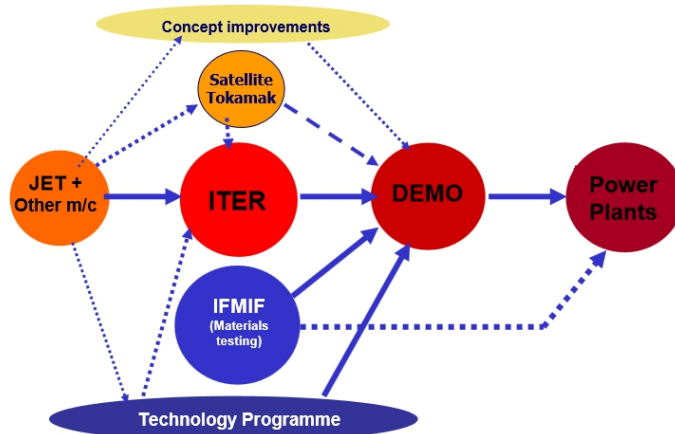 Concept improvements
Satellite
Tokamak
JET +
Other m/c
ITER
DEMO
Power
Plants
IFMIF
(Materials
testing)
Technology Programme